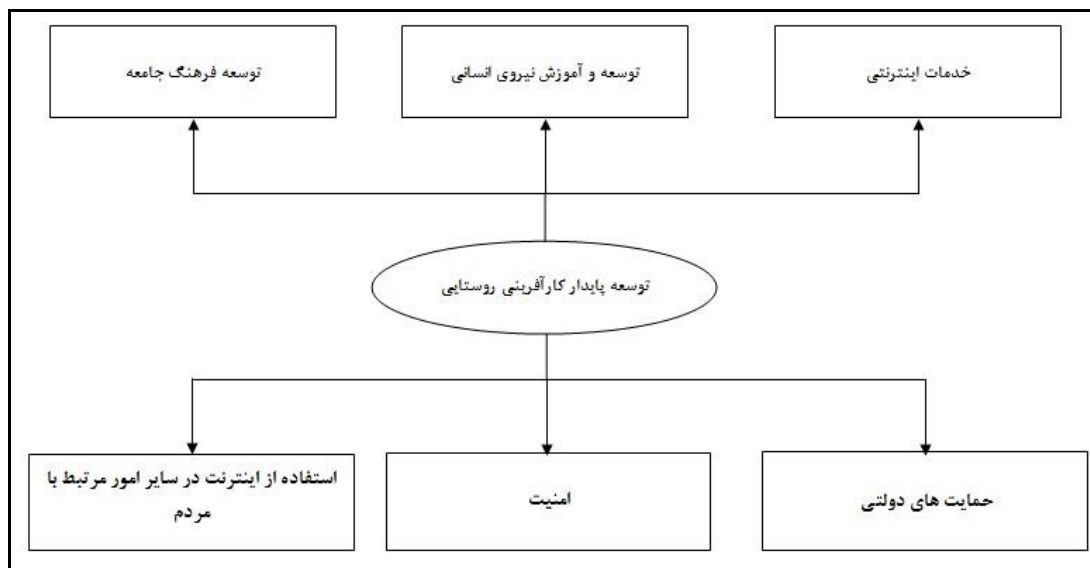 خدمات اینترنتی
توسعه و آموزش نیروی انسانی
توسعه فرهنگ جامعه
توسعه پایدار کارآفرینی روستایی
حمایت های دولتی
امنیت
استفاده از اینترنت در سایر امور مرتبط با
مردم